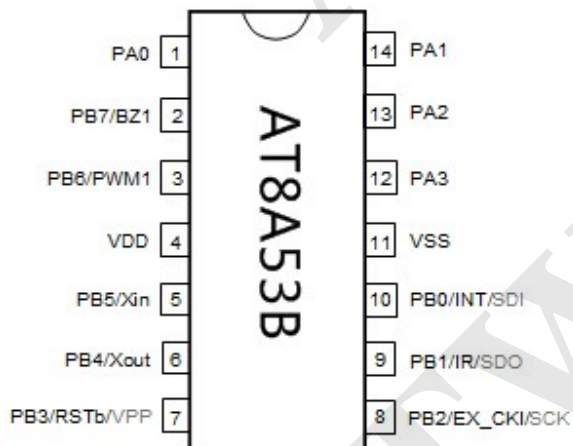 PA0 1 14 PA1
PB7/BZ1 2 13 PA2
PB6/PWM1 3 12 PA3
VDD 4 11 VSS
PB5/Xin 5 10 PB0/INT/SDI
PB4/Xout 6 9 PB1/IR/SDO
PB3/RSTb/VPP 7 8 PB2/EX_CKI/SCK
AT8A53B